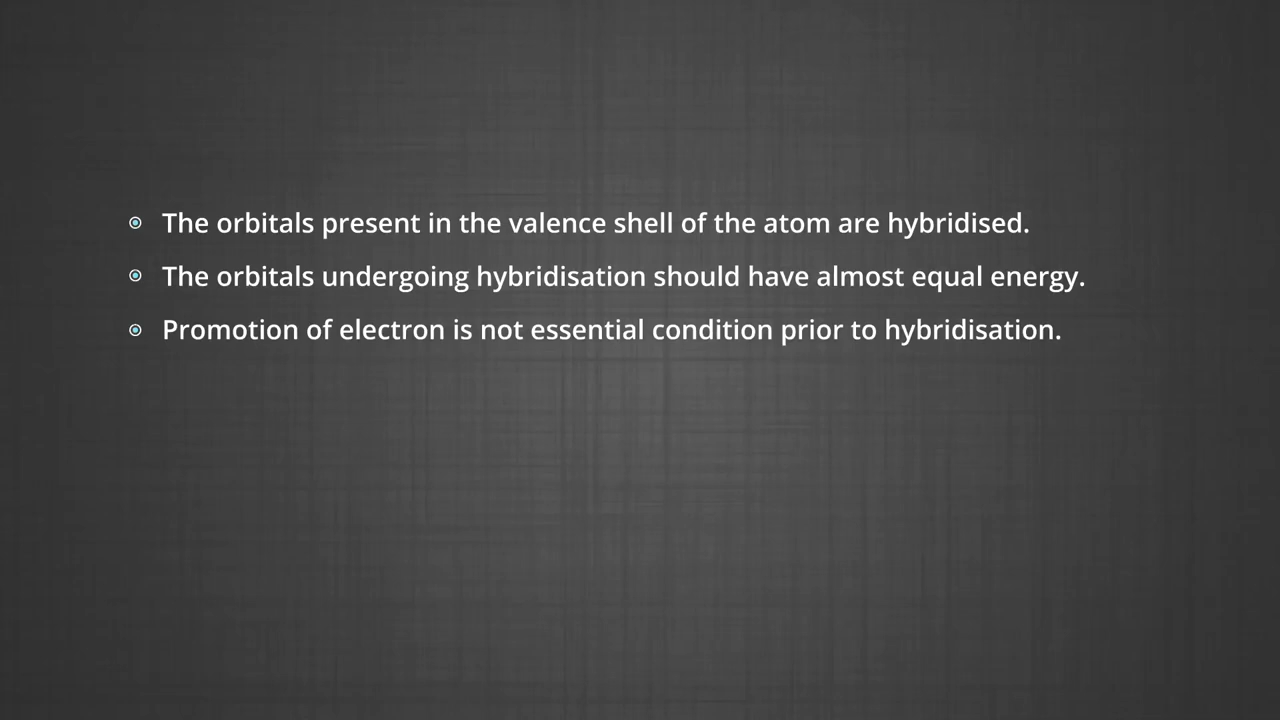 The orbitals present in the valence shell of the atom are hybridised.
The orbitals undergoing hybridisation should have almost equal energy.
Promotion of electron is not essential condition prior to hybridisation.